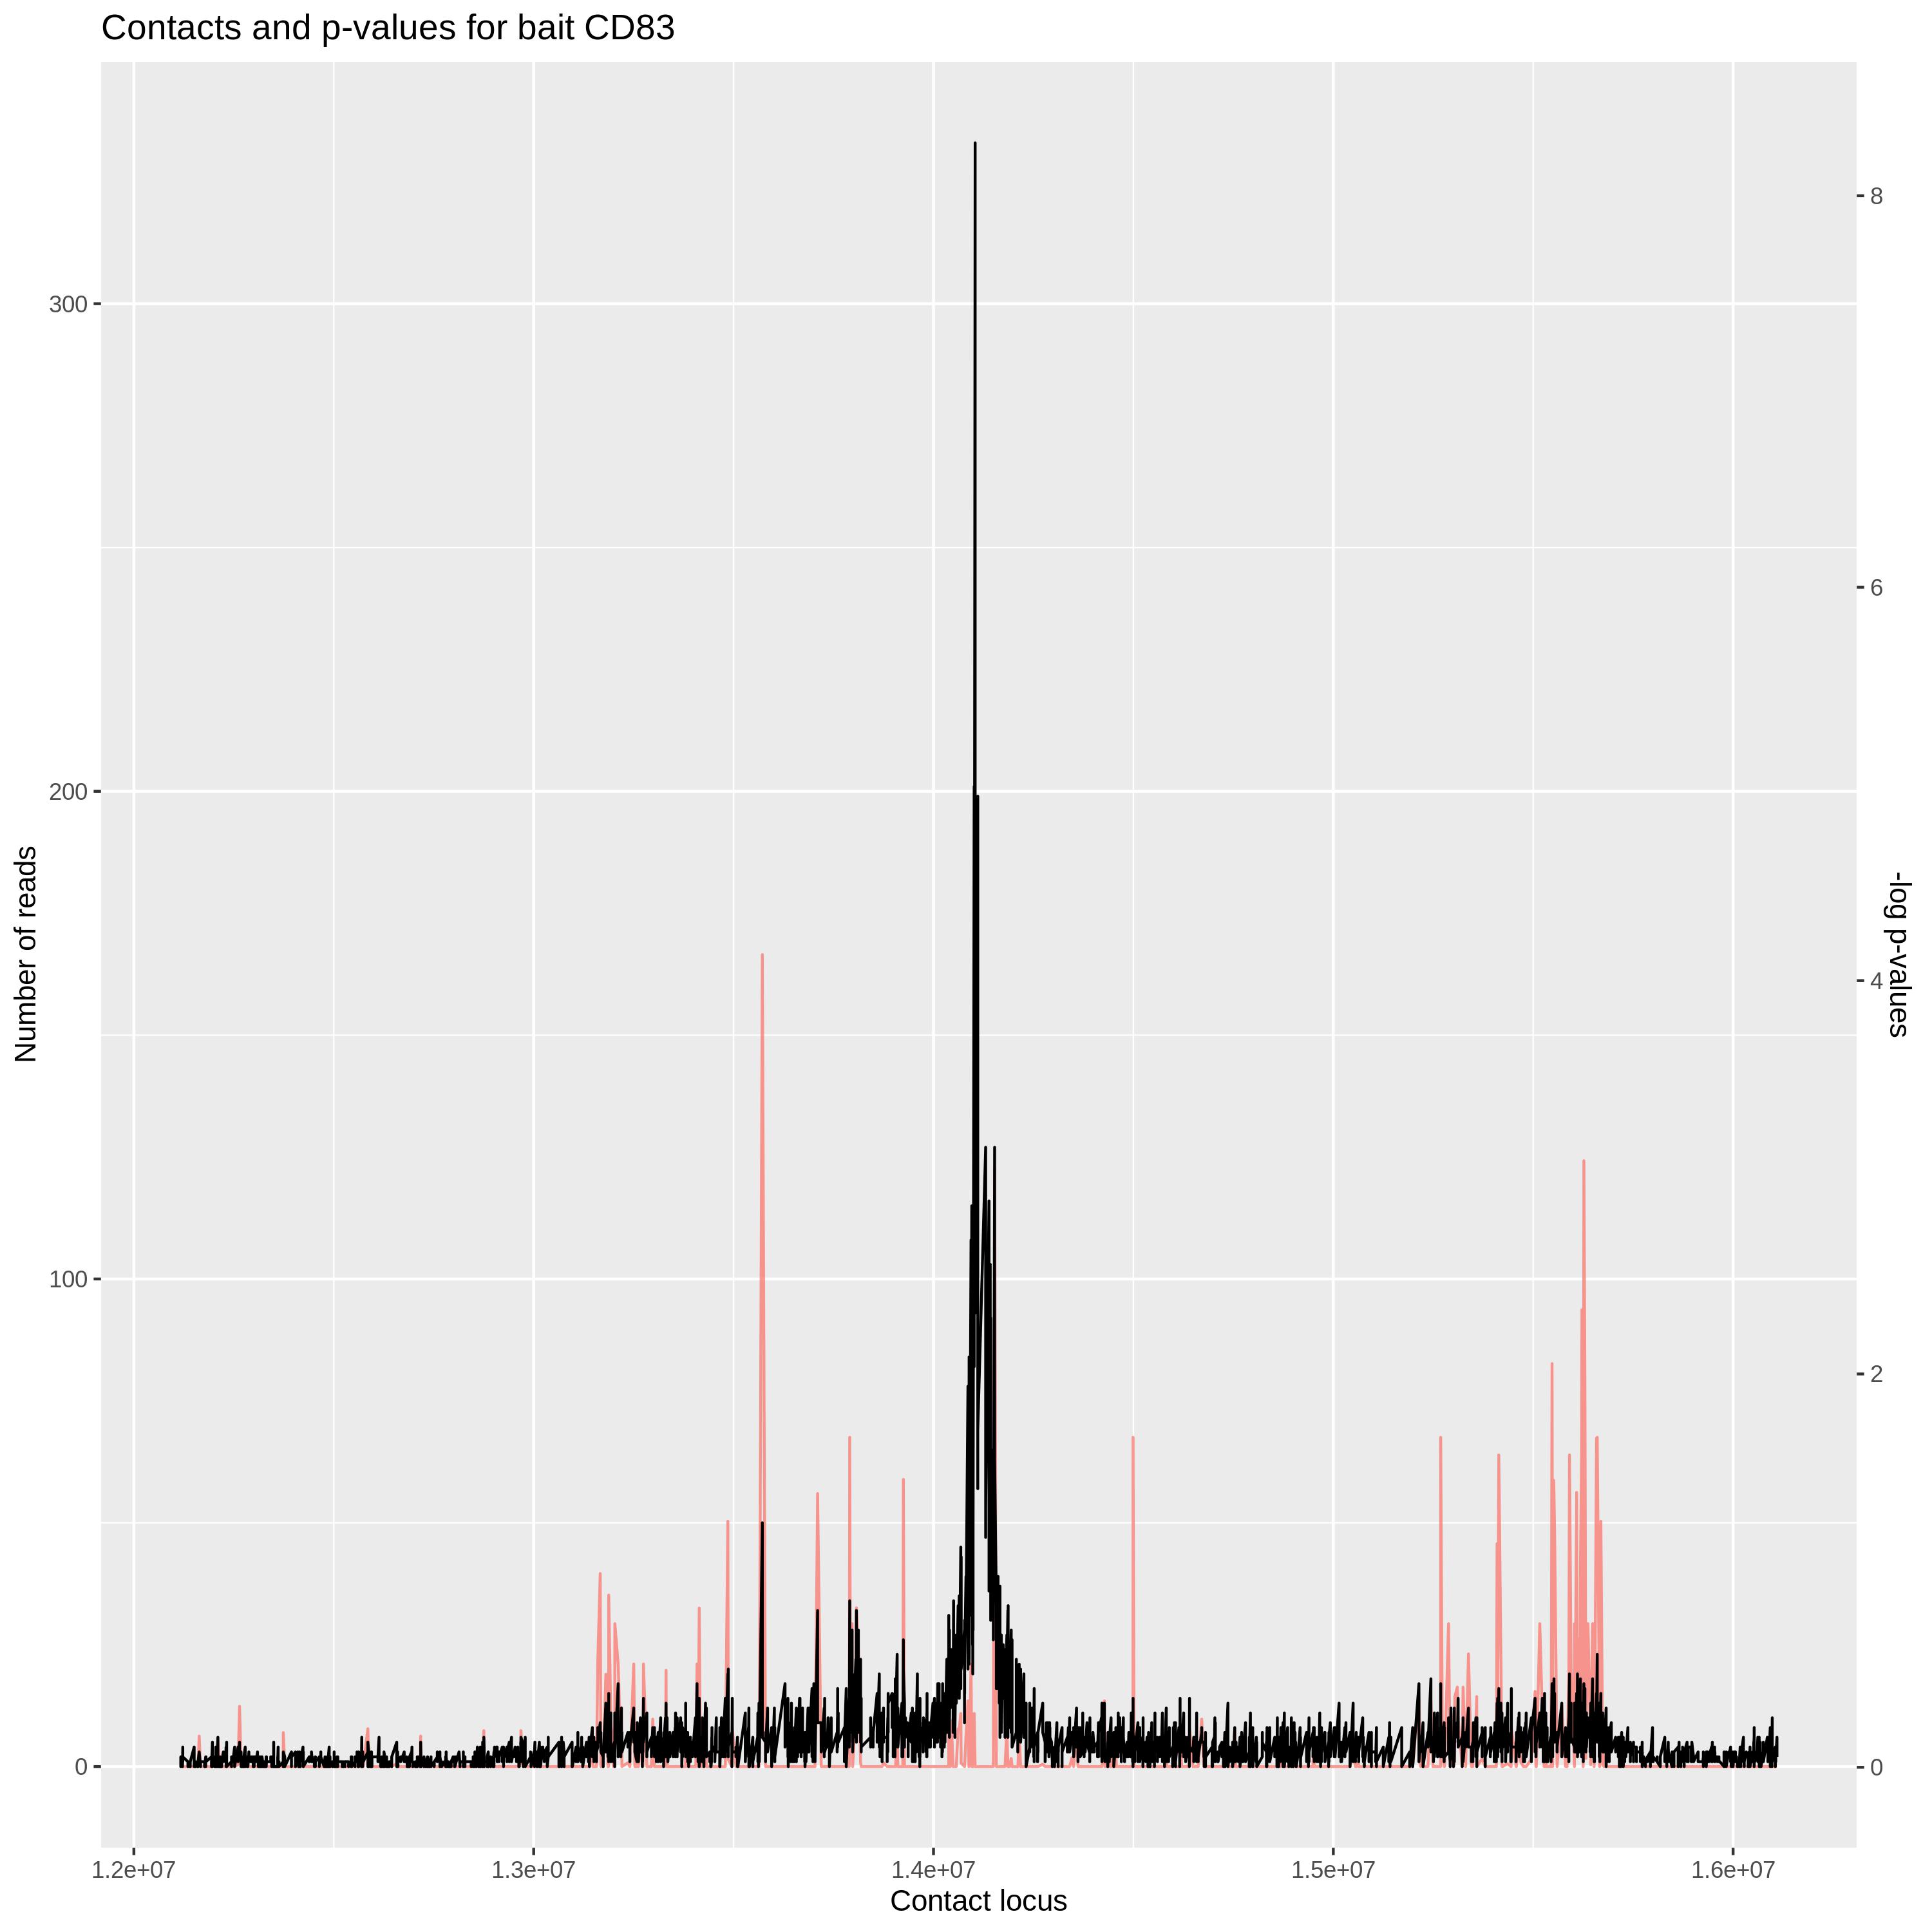 Contacts and p-values for bait CD83
8
300
6
200
Number of reads
-log p-values
4
100
2
0
0
1.2e+07 1.3e+07 1.4e+07 1.5e+07 1.6e+07
Contact locus